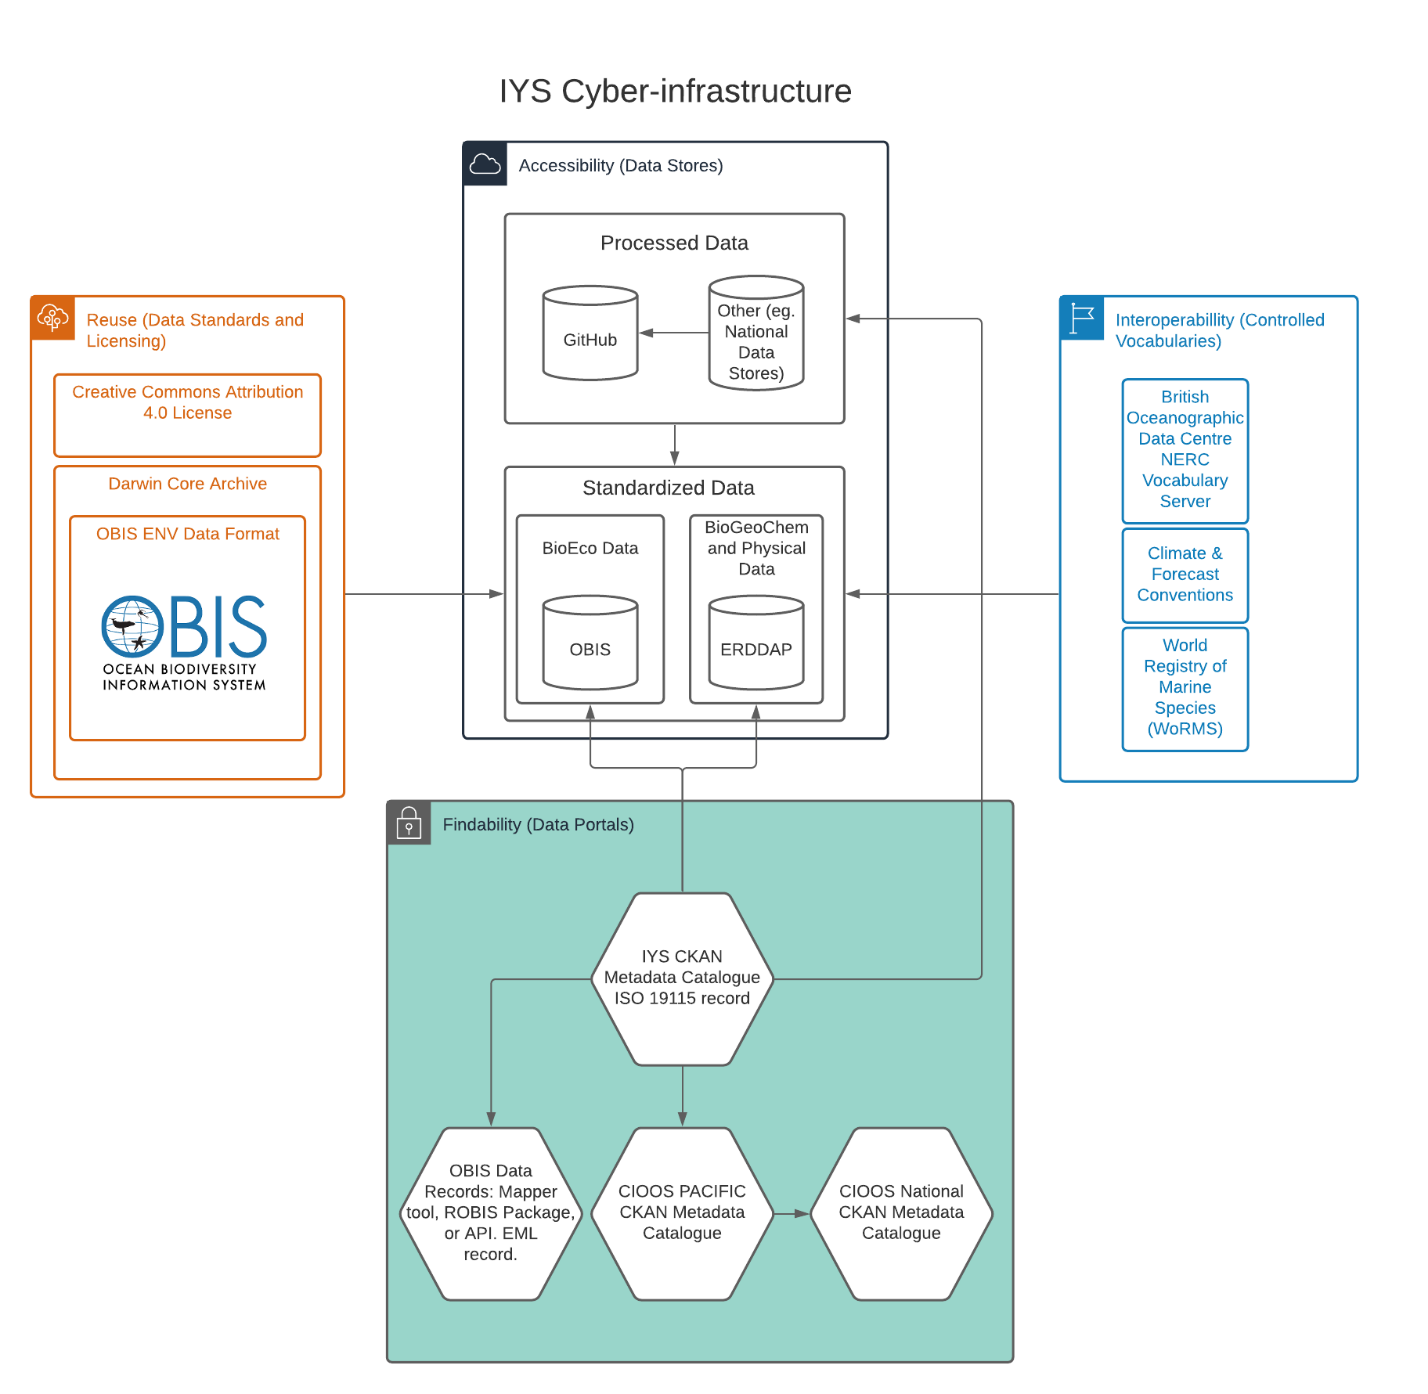 IYS Cyber-infrastructure
Accessibility (Data Stores)
Processed Data
GitHub
Other (eg.
National
Data
Stores)
Reuse (Data Standards and
Licensing)
Creative Commons Attribution
4.0 License
Darwin Core Archive
OBIS ENV Data Format
OBIS
OCEAN BIODIVERSITY
INFORMATION SYSTEM
Standardized Data
BioEco Data
OBIS
BioGeoChem
and Physical
Data
ERDDAP
Interoperabillity (Controlled
Vocabularies)
British
Oceanographic
Data Centre
NERC
Vocabulary
Server
Climate &
Forecast
Conventions
World
Registry of
Marine
Species
(WoRMS)
Findability (Data Portals)
IYS CKAN
Metadata Catalogue
ISO 19115 record
OBIS Data
Records: Mapper
tool, ROBIS Package,
or API. EML
record.
CIOOS PACIFIC
CKAN Metadata
Catalogue
CIOOS National
CKAN Metadata
Catalogue